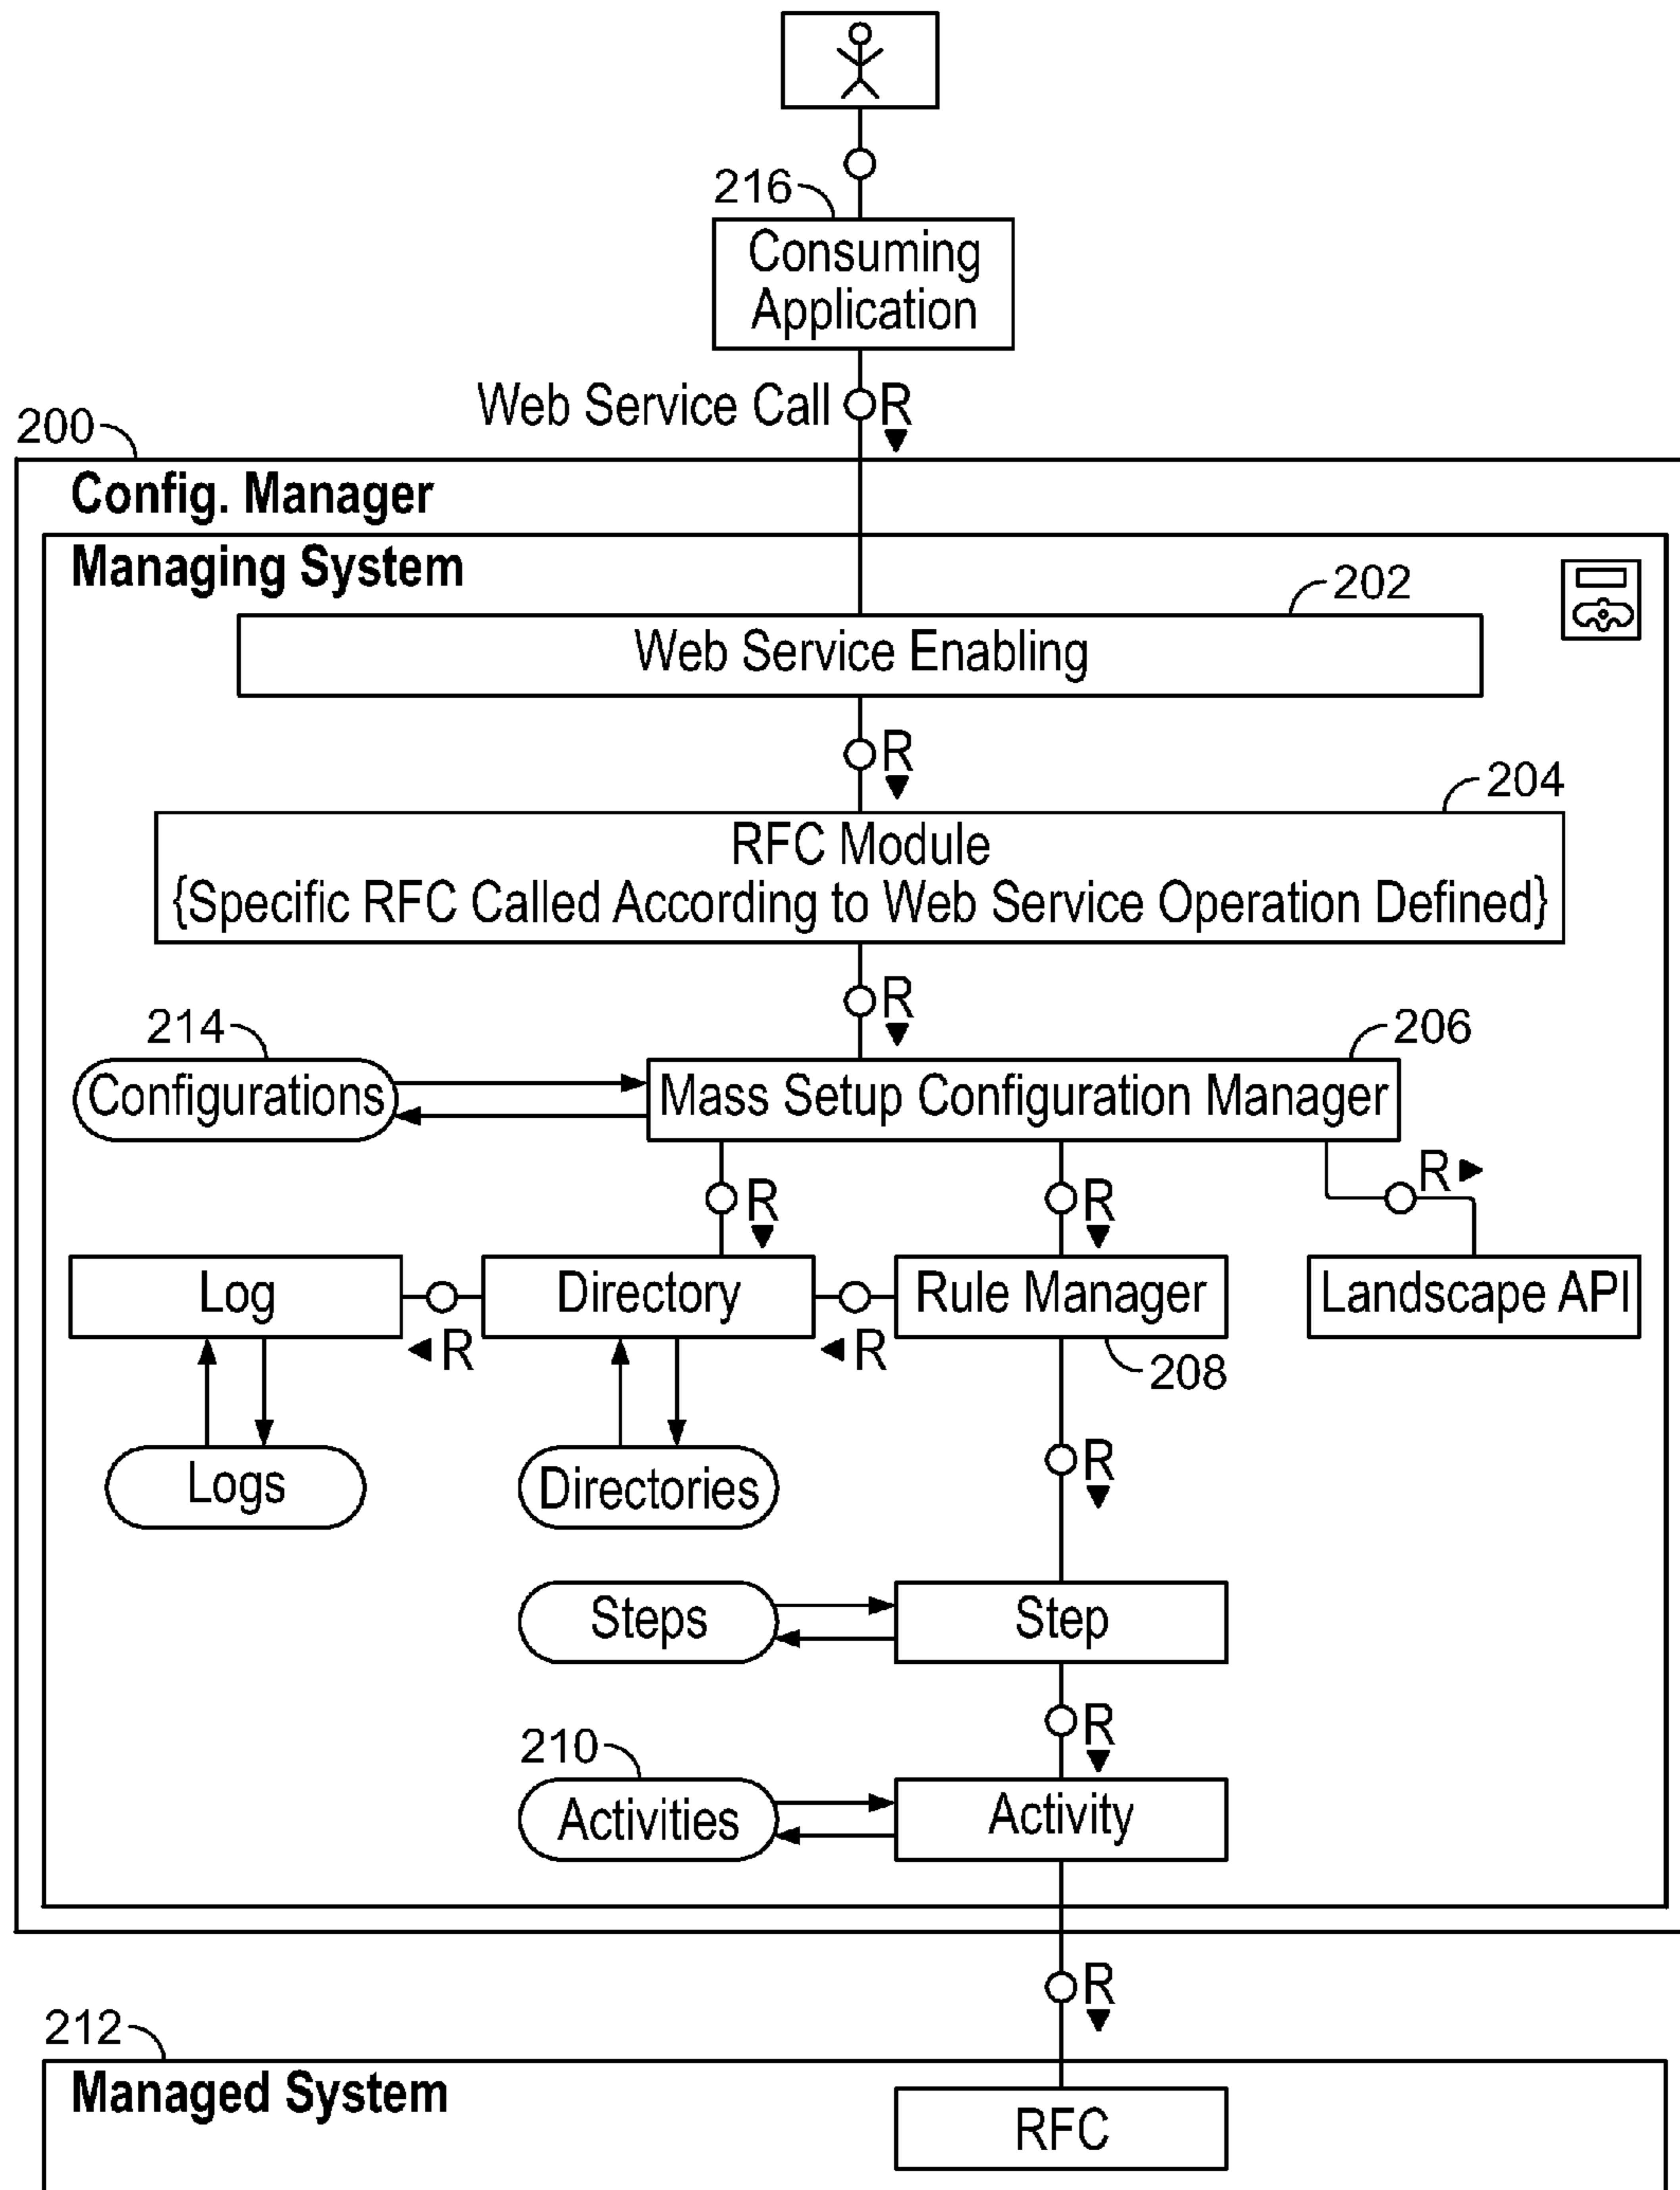 216
Consuming
Application
Web Service Call R
200
Config. Manager
Managing System
202
Web Service Enabling
R
204
RFC Module
{Specific RFC Called According to Web Service Operation Defined}
R
214
206
Configurations
Mass Setup Configuration Manager
R
R
R
Log
Directory
Rule Manager
Landscape API
R
R
208
R
Logs
Directories
Steps
Step
R
210
Activities
Activity
R
212
Managed System
RFC